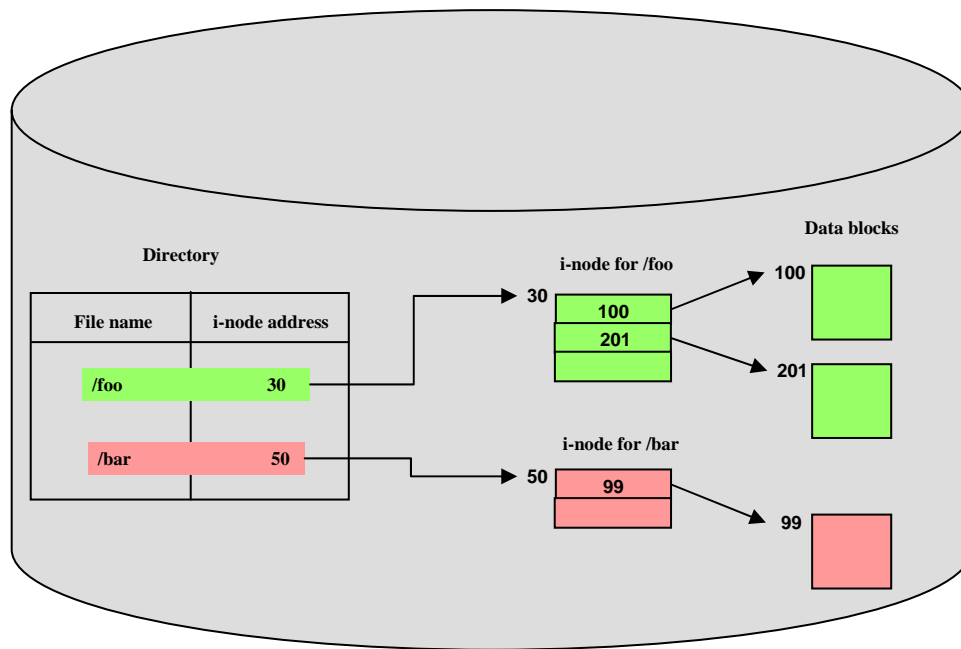 Directory
File name i-node address
/foo 30
/bar 50
i-node for /foo
30
100
201
i-node for /bar
50
99
Data blocks
100
201
99